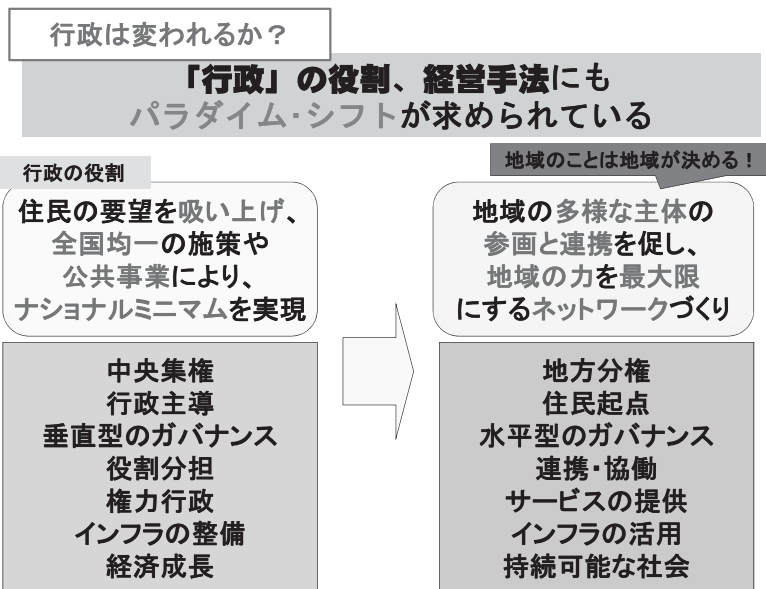 行政は変われるか？
「行政」の役割、経営手法にも
パラダイム・シフトが求められている
行政の役割
住民の要望を吸い上げ、
全国均一の施策や
公共事業により、
ナショナルミニマムを実現
中央集権
行政主導
垂直型のガバナンス
役割分担
権力行政
インフラの整備
経済成長
地域のことは地域が決める！
地域の多様な主体の
参画と連携を促し、
地域の力を最大限
にするネットワークづくり
地方分権
住民起点
水平型のガバナンス
連携・協働
サービスの提供
インフラの活用
持続可能な社会